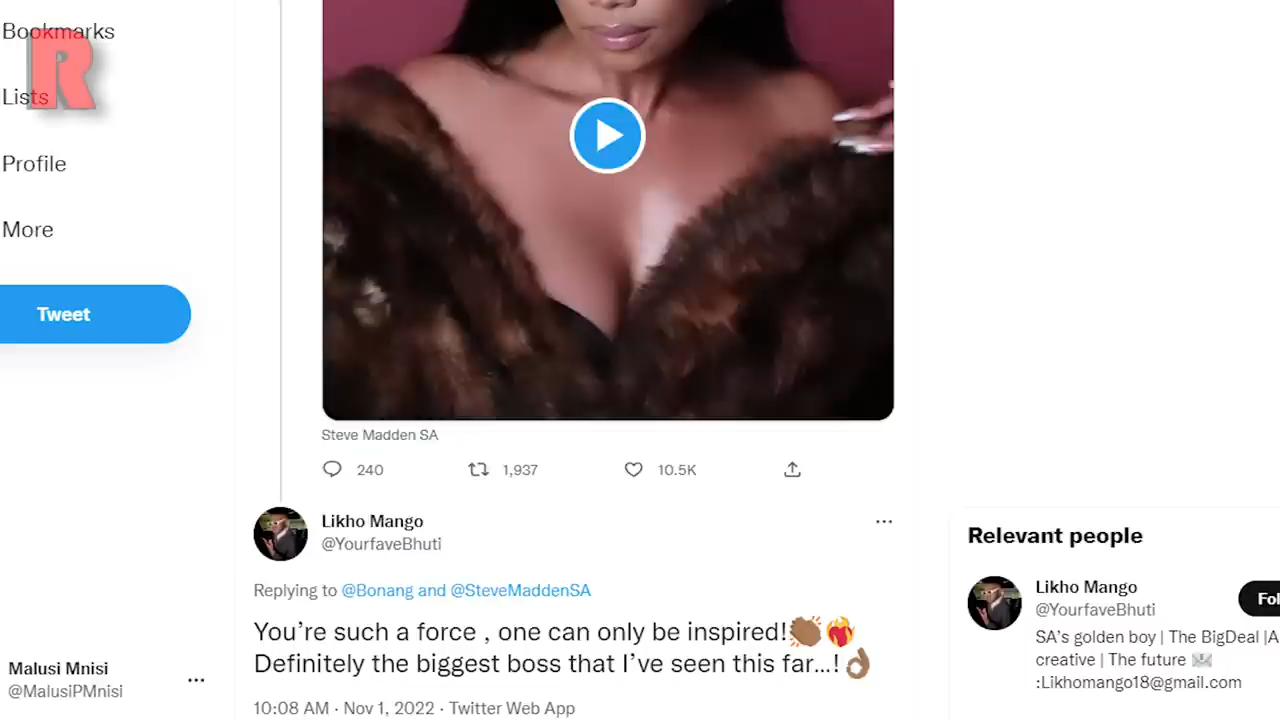 Bookmarks
R
Lists
Profile
More
Tweet
Steve Madden SA
240 1,937 10.5K
Likho Mango
@YourfaveBhuti
Replying to @Bonang and @SteveMaddenSA
You’re such a force , one can only be inspired!👏🏾❤️‍🔥
Definitely the biggest boss that I’ve seen this far...!👌🏾
10:08 AM · Nov 1, 2022 · Twitter Web App
Malusi Mnisi
@MalusiPMnisi
Relevant people
Likho Mango
@YourfaveBhuti
Fol
SA’s golden boy | The BigDeal |A
creative | The future 📨
:Likhomango18@gmail.com